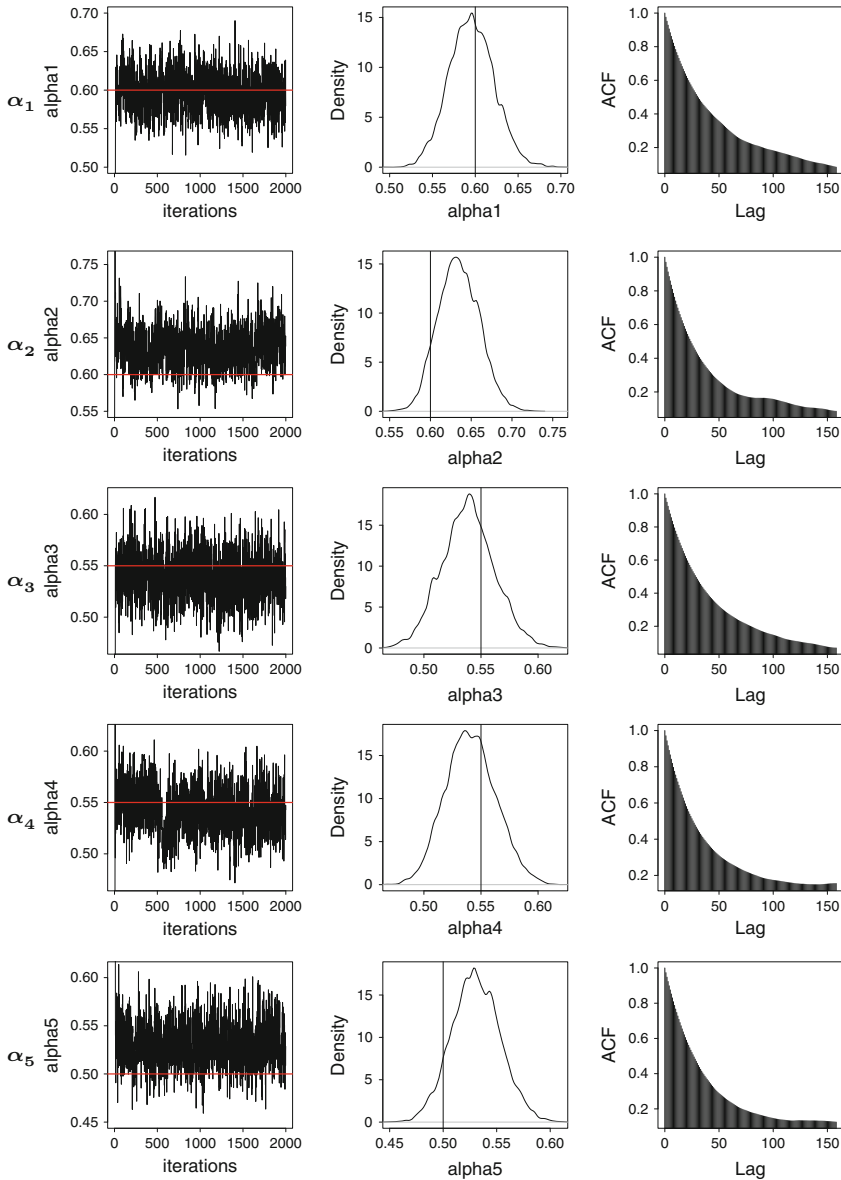 α₁
alpha1
0.70
0.65
0.60
0.55
0.50
0 500 1000 1500 2000
iterations
Density
15
10
5
0
0.50 0.55 0.60 0.65 0.70
alpha1
ACF
1.0
0.8
0.6
0.4
0.2
0 50 100 150
Lag
α₂
alpha2
0.75
0.70
0.65
0.60
0.55
0 500 1000 1500 2000
iterations
Density
15
10
5
0
0.55 0.60 0.65 0.70 0.75
alpha2
ACF
1.0
0.8
0.6
0.4
0.2
0 50 100 150
Lag
α₃
alpha3
0.60
0.55
0.50
0 500 1000 1500 2000
iterations
Density
15
10
5
0
0.50 0.55 0.60
alpha3
ACF
1.0
0.8
0.6
0.4
0.2
0 50 100 150
Lag
α₄
alpha4
0.60
0.55
0.50
0 500 1000 1500 2000
iterations
Density
15
10
5
0
0.50 0.55 0.60
alpha4
ACF
1.0
0.8
0.6
0.4
0.2
0 50 100 150
Lag
α₅
alpha5
0.60
0.55
0.50
0.45
0 500 1000 1500 2000
iterations
Density
15
10
5
0
0.45 0.50 0.55 0.60
alpha5
ACF
1.0
0.8
0.6
0.4
0.2
0 50 100 150
Lag